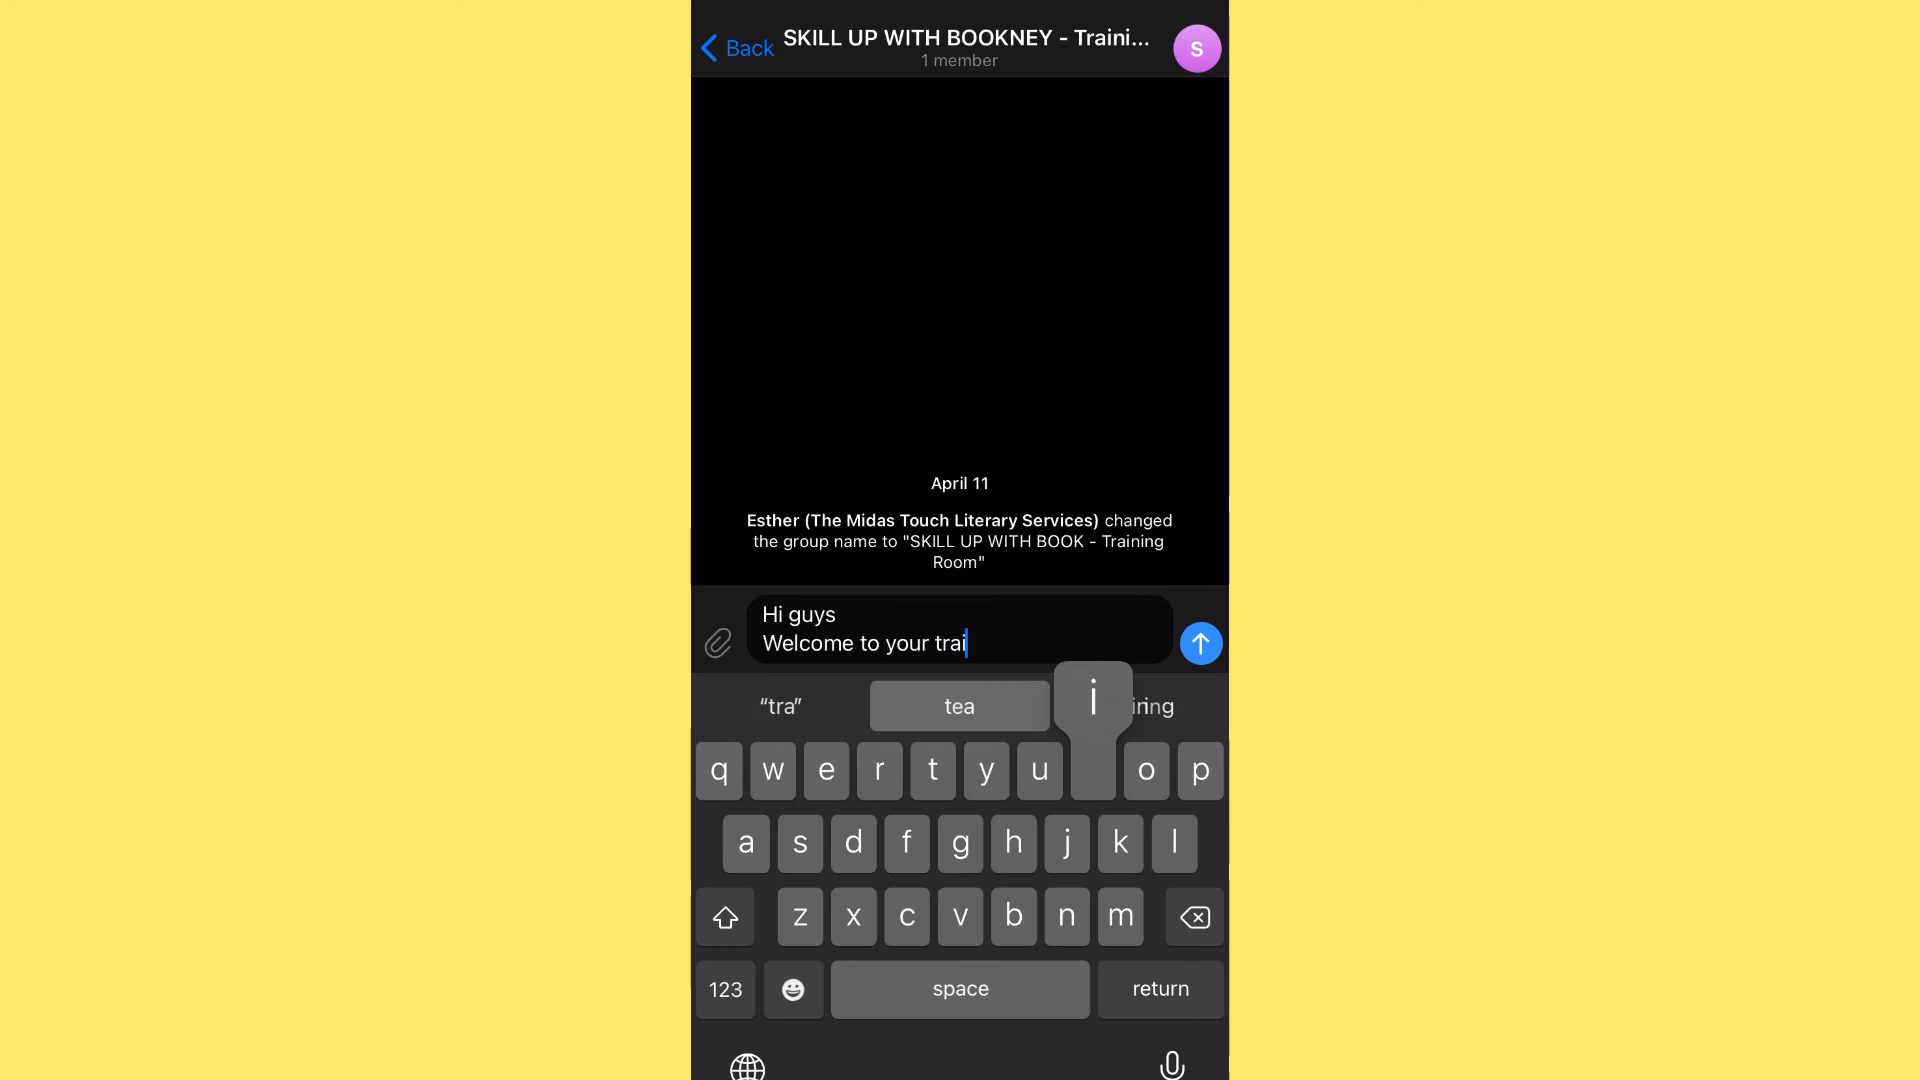 Back
SKILL UP WITH BOOKNEY - Traini...
1 member
S
April 11
Esther (The Midas Touch Literary Services) changed
the group name to "SKILL UP WITH BOOK - Training
Room"
Hi guys
Welcome to your trai
“tra”
tea
i
q w e r t y u o p
a s d f g h j k l
z x c v b n m
123
space
return